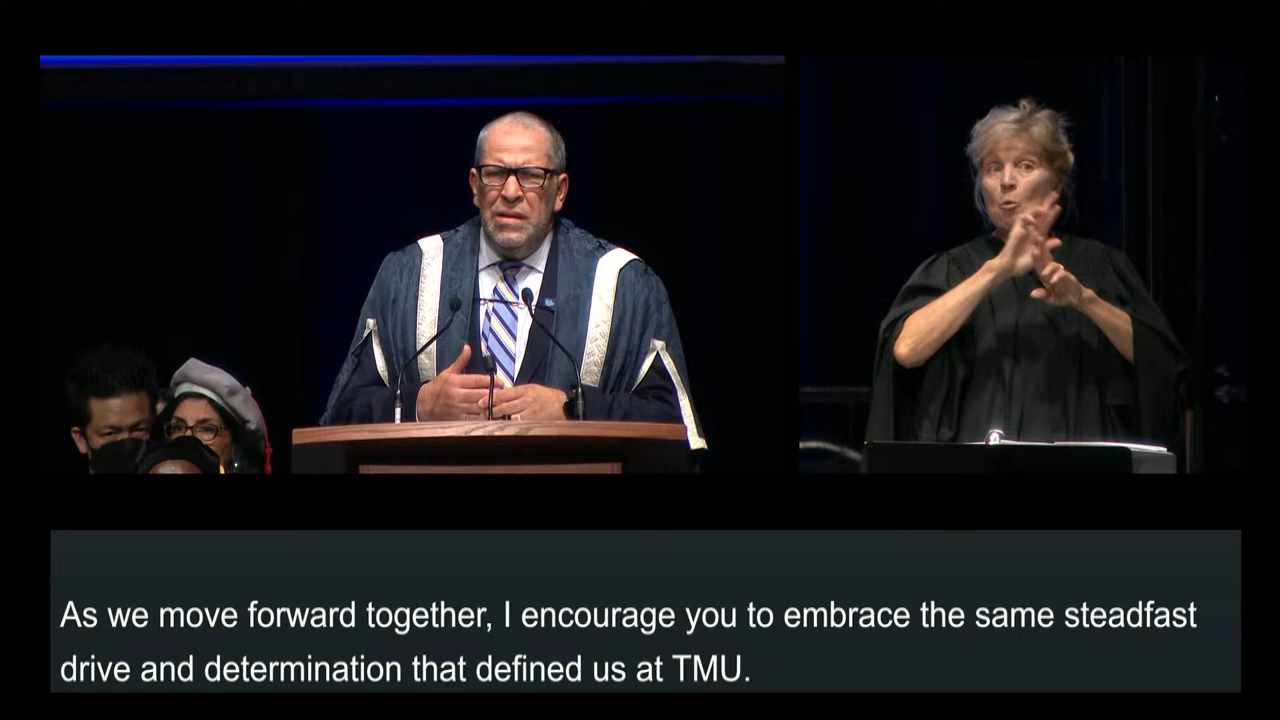 As we move forward together, I encourage you to embrace the same steadfast
drive and determination that defined us at TMU.